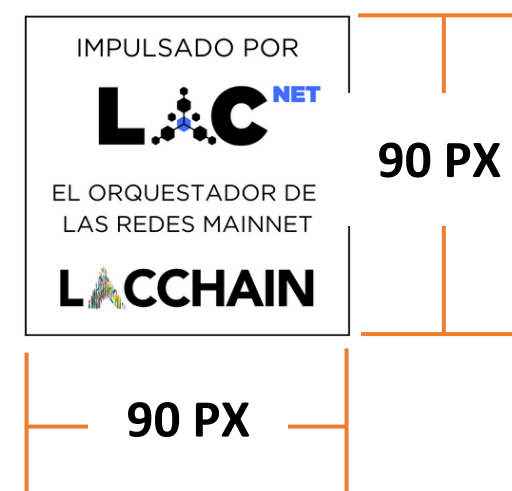 IMPULSADO POR
LAC NET
90 PX
EL ORQUESTADOR DE
LAS REDES MAINNET
LACCHAIN
90 PX